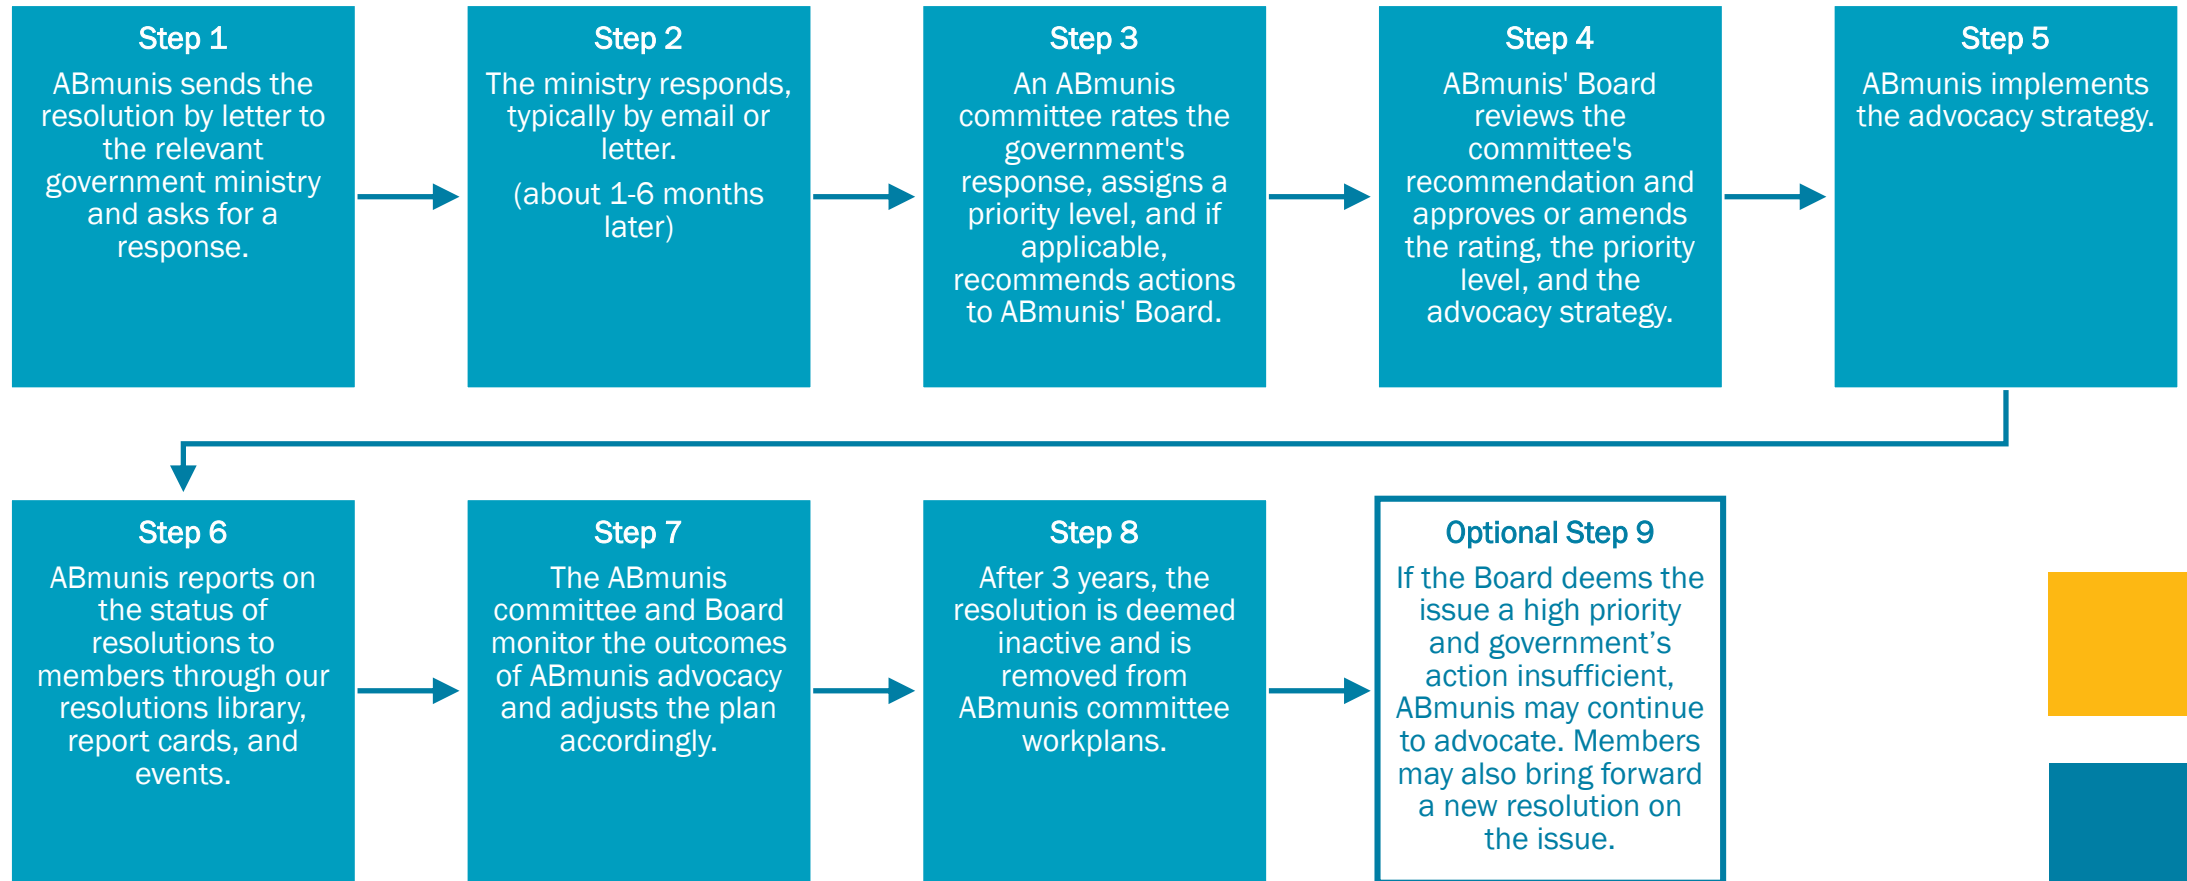 Step 1
ABmunis sends the
resolution by letter to
the relevant
government ministry
and asks for a
response.
Step 2
The ministry responds,
typically by email or
letter.
(about 1-6 months
later)
Step 3
An ABmunis
committee rates the
government's
response, assigns a
priority level, and if
applicable,
recommends actions
to ABmunis' Board.
Step 4
ABmunis' Board
reviews the
committee's
recommendation and
approves or amends
the rating, the priority
level, and the
advocacy strategy.
Step 5
ABmunis implements
the advocacy strategy.
Step 6
ABmunis reports on
the status of
resolutions to
members through our
resolutions library,
report cards, and
events.
Step 7
The ABmunis
committee and Board
monitor the outcomes
of ABmunis advocacy
and adjusts the plan
accordingly.
Step 8
After 3 years, the
resolution is deemed
inactive and is
removed from
ABmunis committee
workplans.
Optional Step 9
If the Board deems the
issue a high priority
and government’s
action insufficient,
ABmunis may continue
to advocate. Members
may also bring forward
a new resolution on
the issue.